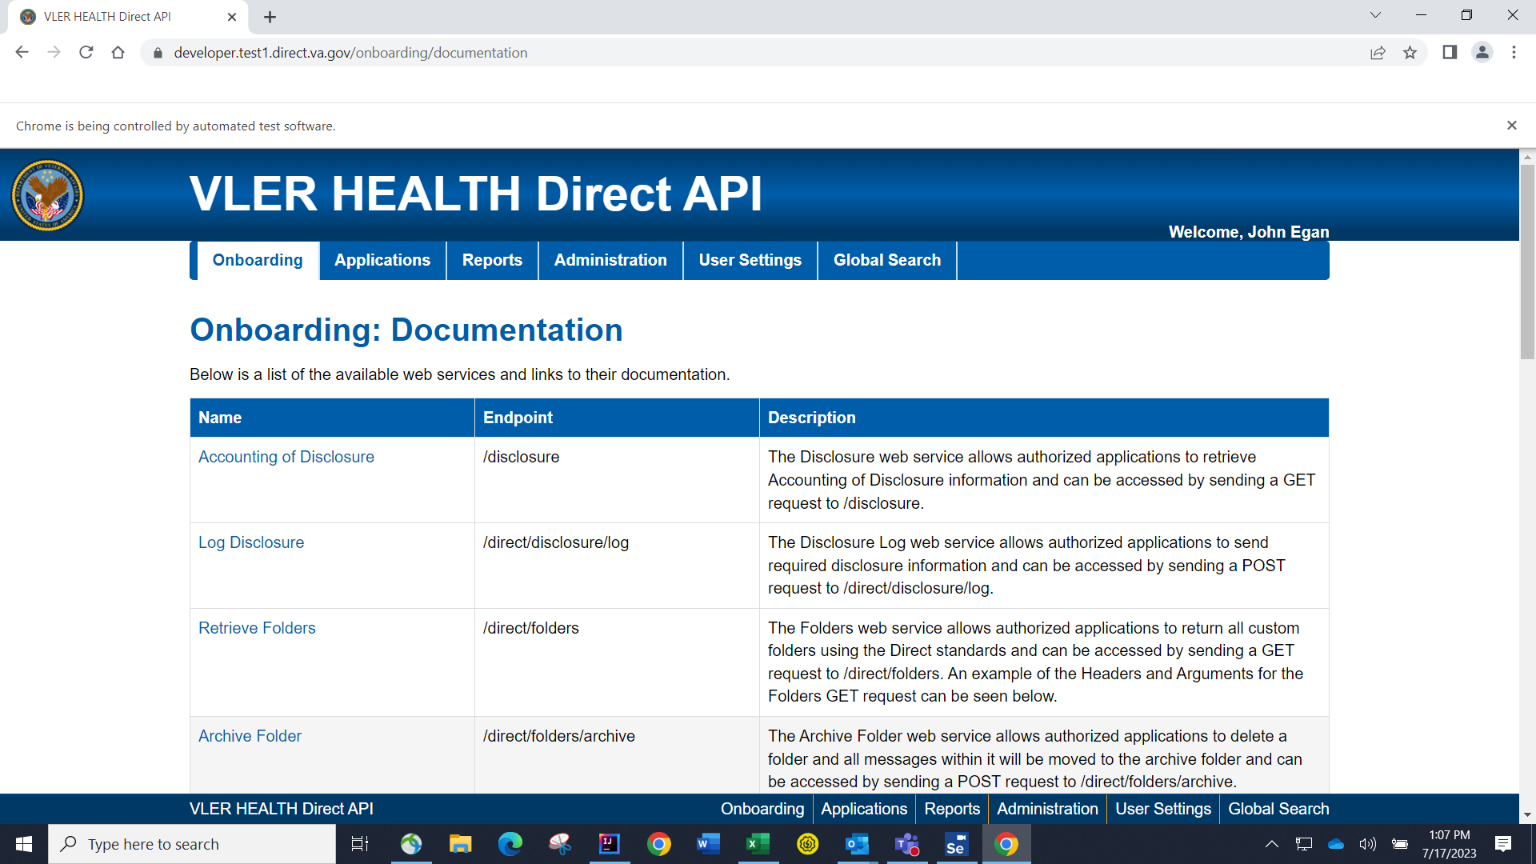 VLER HEALTH Direct API
developer.test1.direct.va.gov/onboarding/documentation
Chrome is being controlled by automated test software.
VLER HEALTH Direct API
Welcome, John Egan
Onboarding Applications Reports Administration User Settings Global Search
Onboarding: Documentation
Below is a list of the available web services and links to their documentation.
Name Endpoint Description
Accounting of Disclosure /disclosure The Disclosure web service allows authorized applications to retrieve
Accounting of Disclosure information and can be accessed by sending a GET
request to /disclosure.
Log Disclosure /direct/disclosure/log The Disclosure Log web service allows authorized applications to send
required disclosure information and can be accessed by sending a POST
request to /direct/disclosure/log.
Retrieve Folders /direct/folders The Folders web service allows authorized applications to return all custom
folders using the Direct standards and can be accessed by sending a GET
request to /direct/folders. An example of the Headers and Arguments for the
Folders GET request can be seen below.
Archive Folder /direct/folders/archive The Archive Folder web service allows authorized applications to delete a
folder and all messages within it will be moved to the archive folder and can
be accessed by sending a POST request to /direct/folders/archive.
VLER HEALTH Direct API Onboarding Applications Reports Administration User Settings Global Search
Type here to search
1:07 PM
7/17/2023